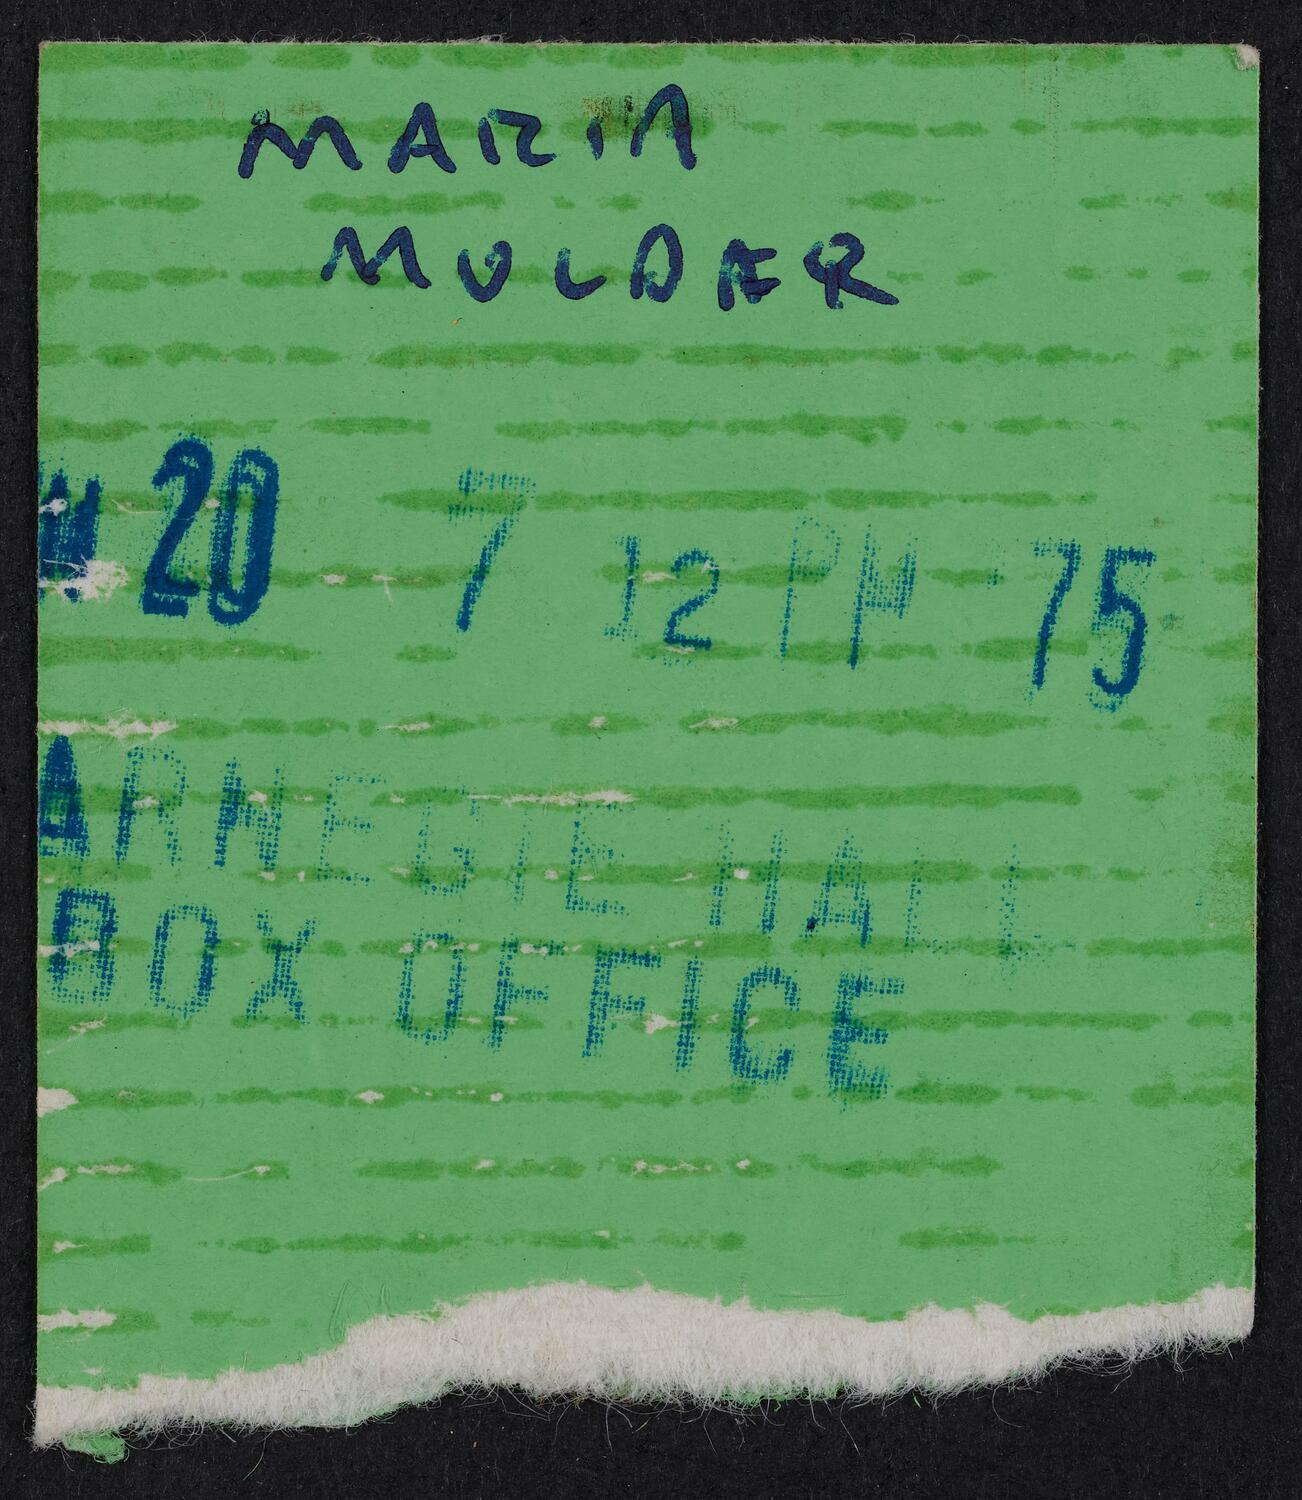 MARIA
MULDER
N 20 7 12 PM 75
ARNEGIE HALL
BOX OFFICE